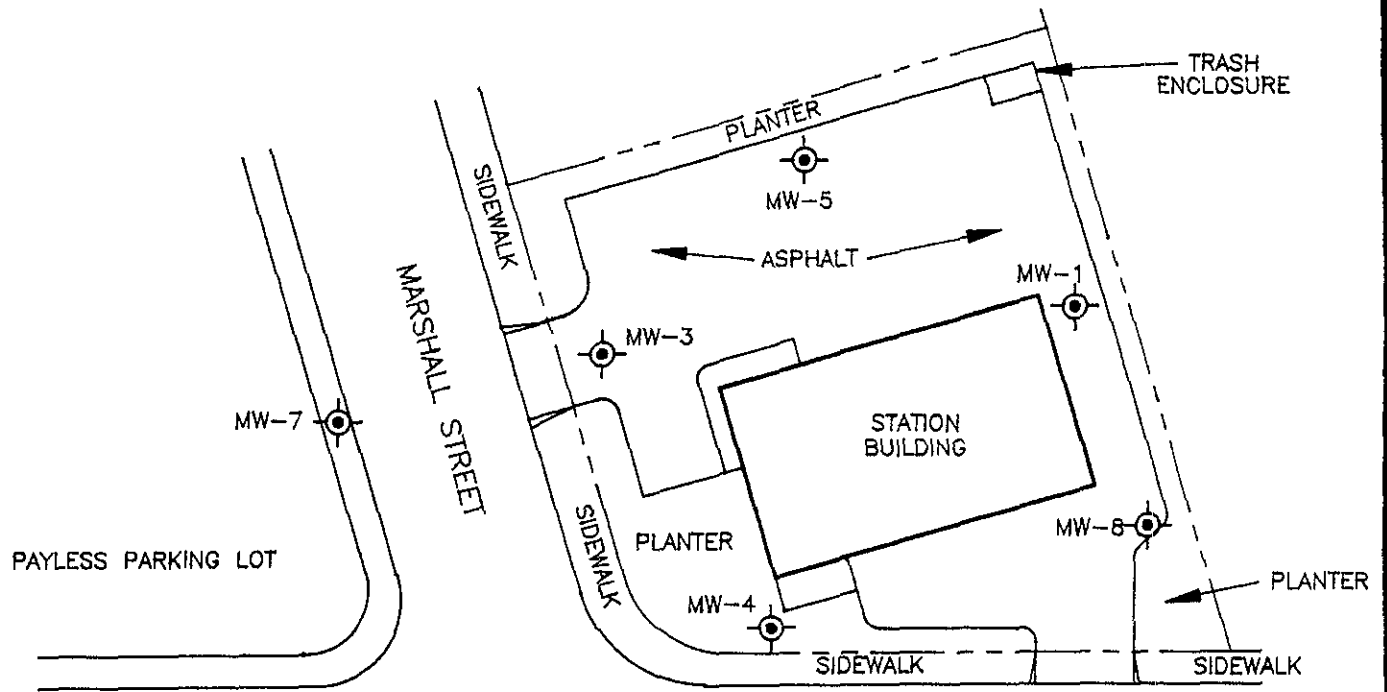 TRASH
ENCLOSURE
PLANTER
SIDEWALK
MW-5
ASPHALT
MW-1
MARSHALL STREET
MW-3
MW-7
STATION
BUILDING
SIDEWALK
PLANTER
MW-8
PAYLESS PARKING LOT
PLANTER
MW-4
SIDEWALK
SIDEWALK